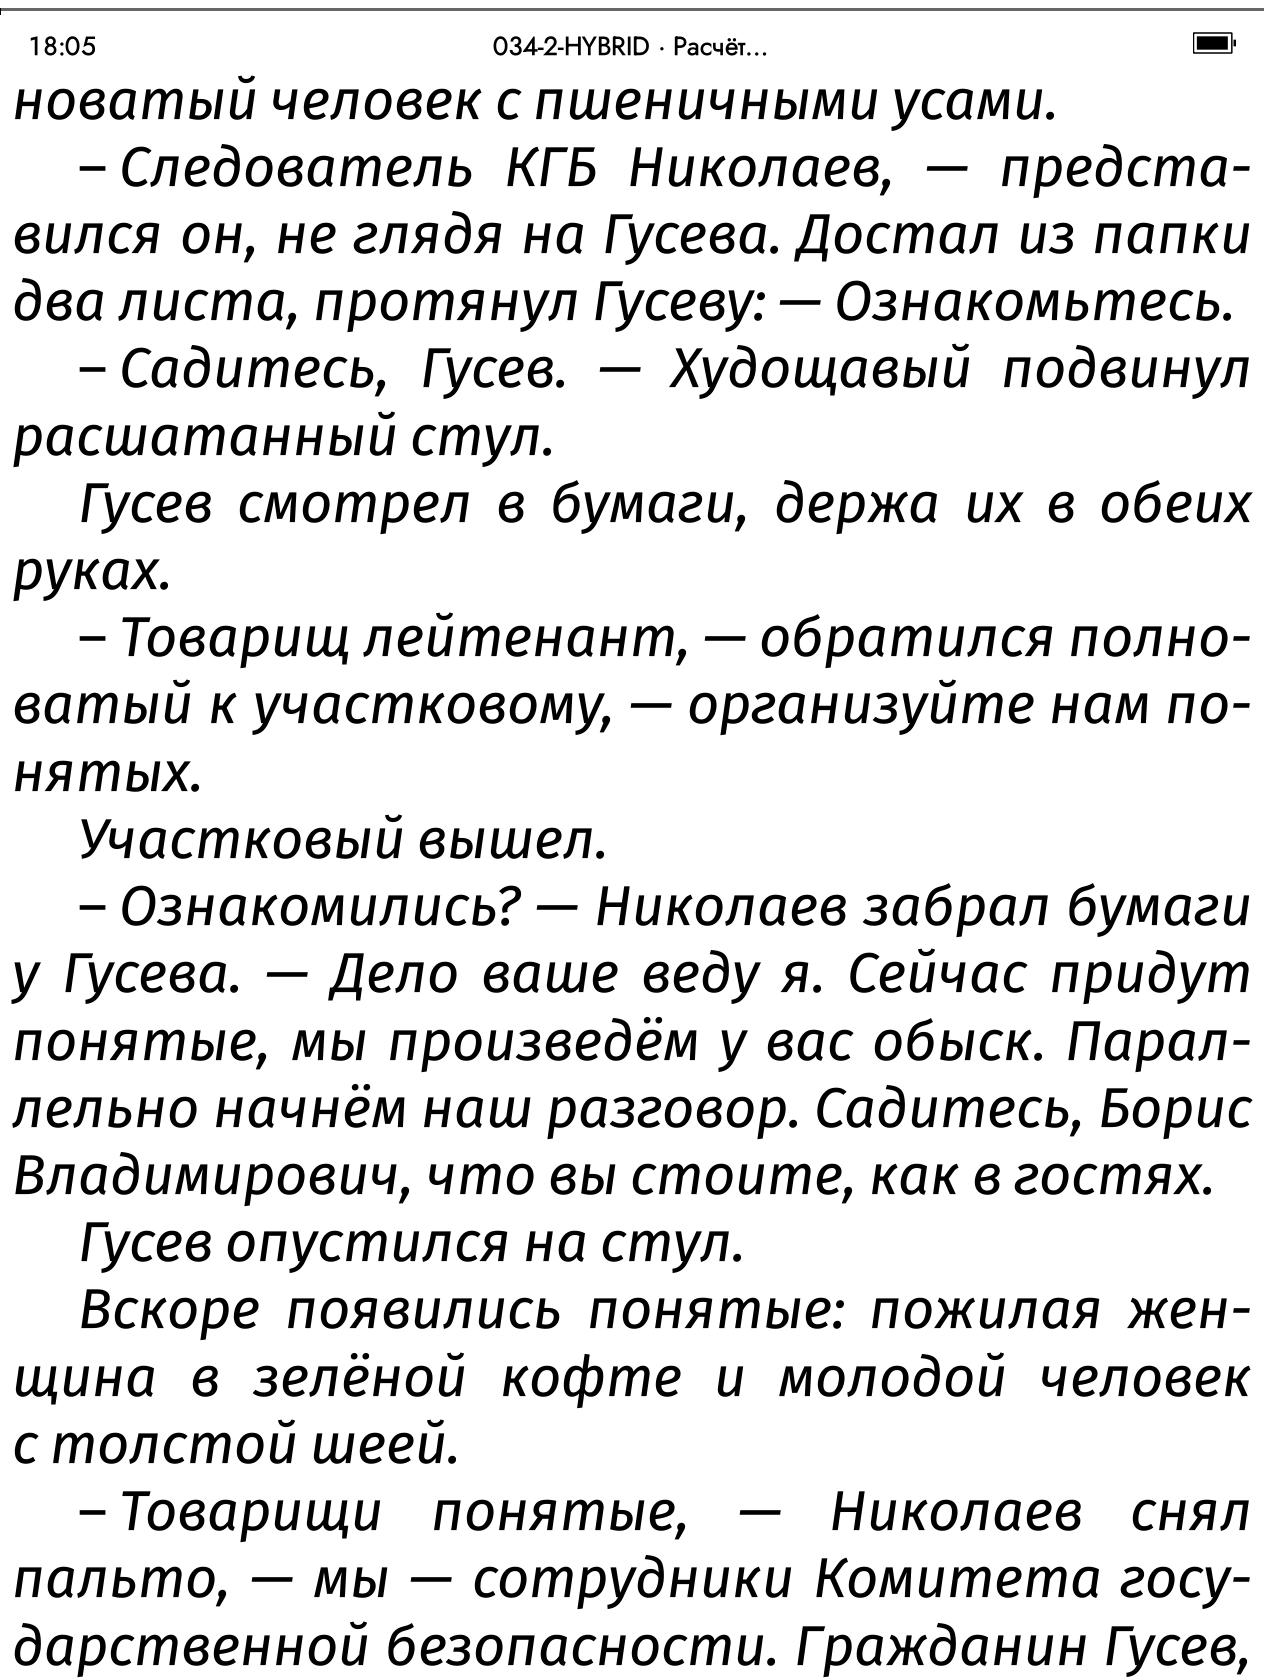 18:05
034-2-HYBRID · Расчёт...
новатый человек с пшеничными усами.
– Следователь КГБ Николаев, — предста-
вился он, не глядя на Гусева. Достал из папки
два листа, протянул Гусеву: — Ознакомьтесь.
– Садитесь, Гусев. — Худощавый подвинул
расшатанный стул.
Гусев смотрел в бумаги, держа их в обеих
руках.
– Товарищ лейтенант, — обратился полно-
ватый к участковому, — организуйте нам по-
нятых.
Участковый вышел.
– Ознакомились? — Николаев забрал бумаги
у Гусева. — Дело ваше веду я. Сейчас придут
понятые, мы произведём у вас обыск. Парал-
лельно начнём наш разговор. Садитесь, Борис
Владимирович, что вы стоите, как в гостях.
Гусев опустился на стул.
Вскоре появились понятые: пожилая жен-
щина в зелёной кофте и молодой человек
с толстой шеей.
– Товарищи понятые, — Николаев снял
пальто, — мы — сотрудники Комитета госу-
дарственной безопасности. Гражданин Гусев,